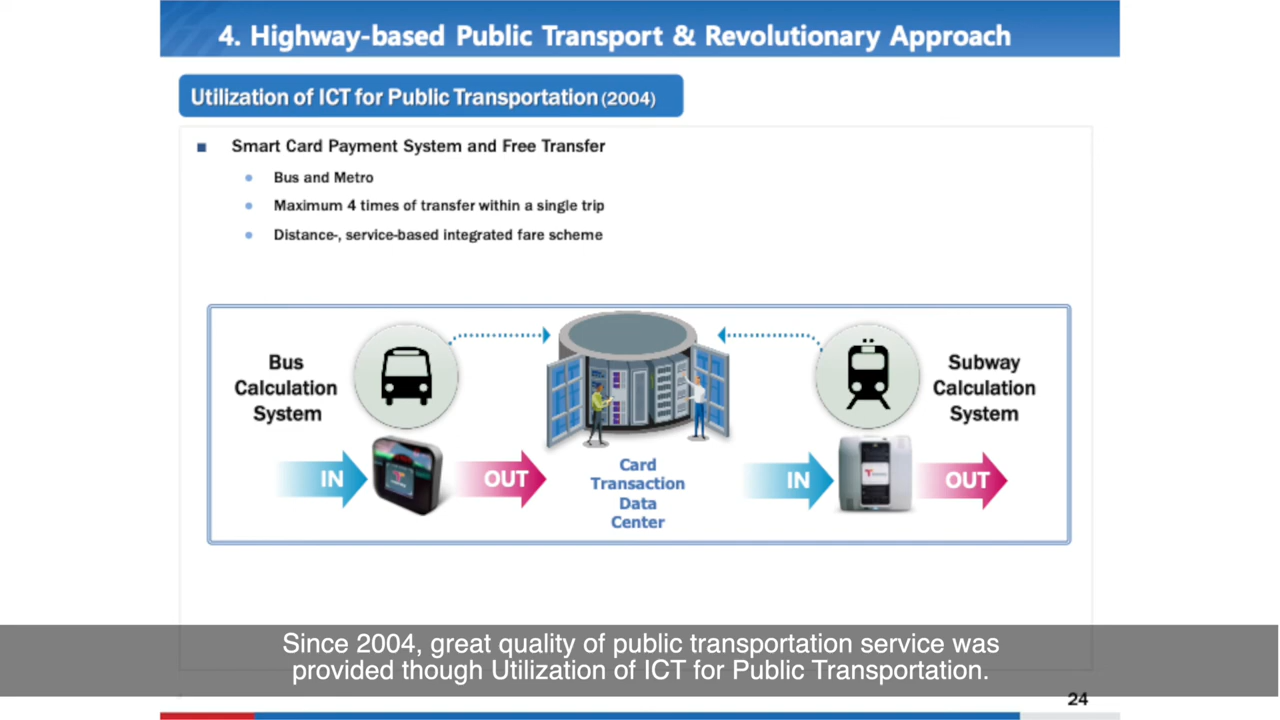 4. Highway-based Public Transport & Revolutionary Approach
Utilization of ICT for Public Transportation (2004)
Smart Card Payment System and Free Transfer
Bus and Metro
Maximum 4 times of transfer within a single trip
Distance-, service-based integrated fare scheme
Bus
Calculation
System
IN
OUT
Card
Transaction
Data
Center
Subway
Calculation
System
IN
OUT
Since 2004, great quality of public transportation service was
provided though Utilization of ICT for Public Transportation.
24